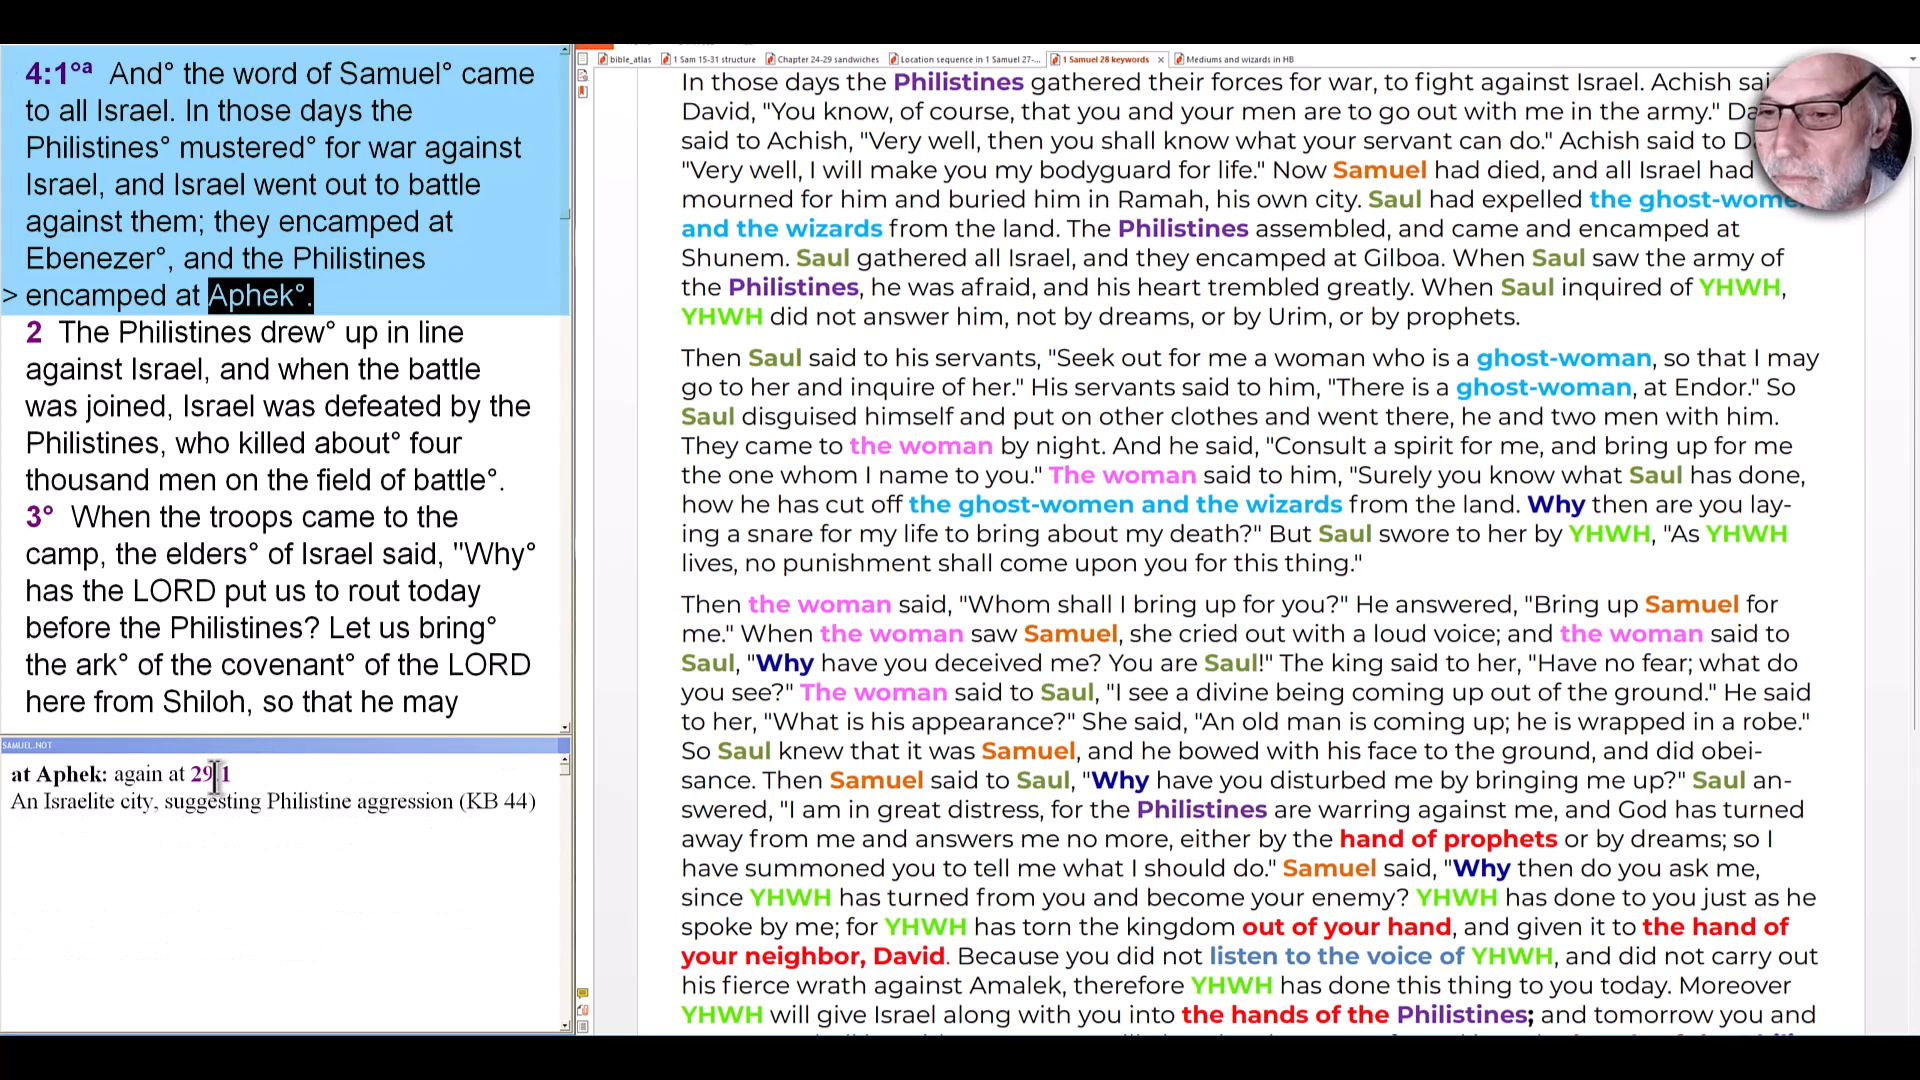 4:1°ª And° the word of Samuel° came
to all Israel. In those days the
Philistines° mustered° for war against
Israel, and Israel went out to battle
against them; they encamped at
Ebenezer°, and the Philistines
> encamped at Aphek°.
2 The Philistines drew° up in line
against Israel, and when the battle
was joined, Israel was defeated by the
Philistines, who killed about° four
thousand men on the field of battle°.
3° When the troops came to the
camp, the elders° of Israel said, "Why°
has the LORD put us to rout today
before the Philistines? Let us bring°
the ark° of the covenant° of the LORD
here from Shiloh, so that he may
SAMUEL.NOT
at Aphek: again at 29 1
An Israelite city, suggesting Philistine aggression (KB 44)
bible_atlas
1 Sam 15-31 structure
Chapter 24-29 sandwiches
Location sequence in 1 Samuel 27-...
1 Samuel 28 keywords
Mediums and wizards in HB
In those days the Philistines gathered their forces for war, to fight against Israel. Achish sai
David, "You know, of course, that you and your men are to go out with me in the army." Da
said to Achish, "Very well, then you shall know what your servant can do." Achish said to D
"Very well, I will make you my bodyguard for life." Now Samuel had died, and all Israel had
mourned for him and buried him in Ramah, his own city. Saul had expelled the ghost-wome
and the wizards from the land. The Philistines assembled, and came and encamped at
Shunem. Saul gathered all Israel, and they encamped at Gilboa. When Saul saw the army of
the Philistines, he was afraid, and his heart trembled greatly. When Saul inquired of YHWH,
YHWH did not answer him, not by dreams, or by Urim, or by prophets.
Then Saul said to his servants, "Seek out for me a woman who is a ghost-woman, so that I may
go to her and inquire of her." His servants said to him, "There is a ghost-woman, at Endor." So
Saul disguised himself and put on other clothes and went there, he and two men with him.
They came to the woman by night. And he said, "Consult a spirit for me, and bring up for me
the one whom I name to you." The woman said to him, "Surely you know what Saul has done,
how he has cut off the ghost-women and the wizards from the land. Why then are you lay-
ing a snare for my life to bring about my death?" But Saul swore to her by YHWH, "As YHWH
lives, no punishment shall come upon you for this thing."
Then the woman said, "Whom shall I bring up for you?" He answered, "Bring up Samuel for
me." When the woman saw Samuel, she cried out with a loud voice; and the woman said to
Saul, "Why have you deceived me? You are Saul!" The king said to her, "Have no fear; what do
you see?" The woman said to Saul, "I see a divine being coming up out of the ground." He said
to her, "What is his appearance?" She said, "An old man is coming up; he is wrapped in a robe."
So Saul knew that it was Samuel, and he bowed with his face to the ground, and did obei-
sance. Then Samuel said to Saul, "Why have you disturbed me by bringing me up?" Saul an-
swered, "I am in great distress, for the Philistines are warring against me, and God has turned
away from me and answers me no more, either by the hand of prophets or by dreams; so I
have summoned you to tell me what I should do." Samuel said, "Why then do you ask me,
since YHWH has turned from you and become your enemy? YHWH has done to you just as he
spoke by me; for YHWH has torn the kingdom out of your hand, and given it to the hand of
your neighbor, David. Because you did not listen to the voice of YHWH, and did not carry out
his fierce wrath against Amalek, therefore YHWH has done this thing to you today. Moreover
YHWH will give Israel along with you into the hands of the Philistines; and tomorrow you and